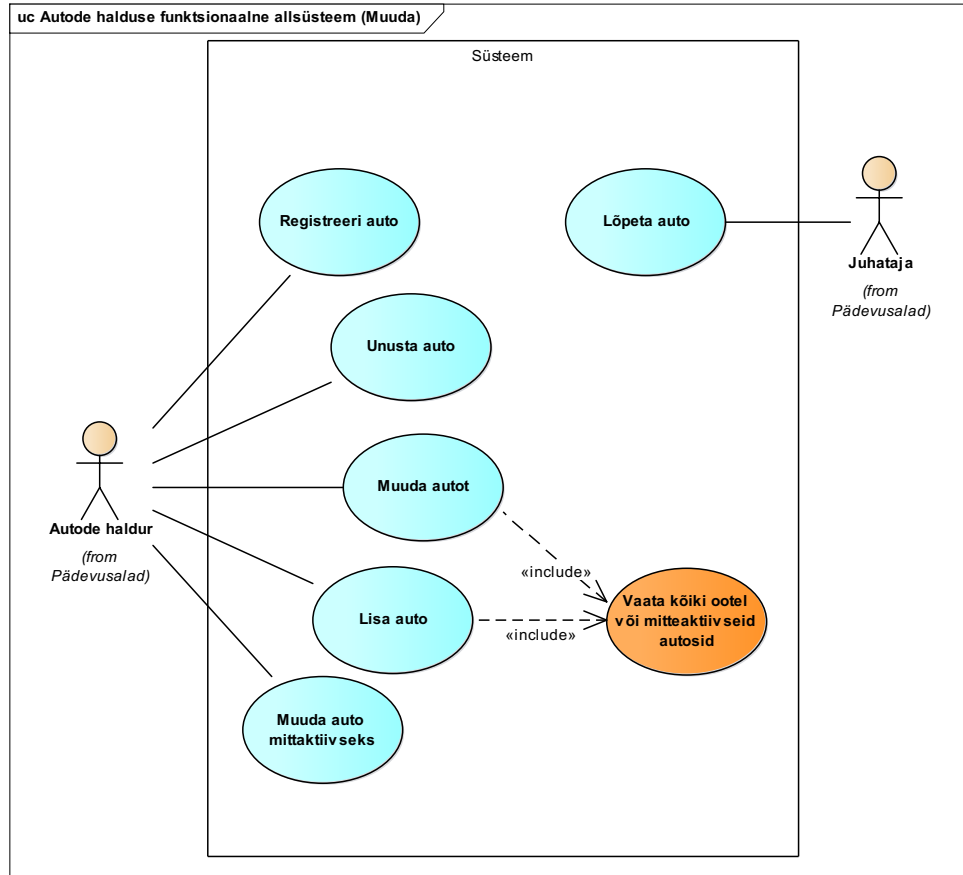 uc Autode halduse funktsionaalne allsüsteem (Muuda)
Süsteem
Registreeri auto
Lõpeta auto
Juhataja
(from
Pädevusalad)
Unusta auto
Autode haldur
(from
Pädevusalad)
Muuda autot
«include»
Lisa auto
«include»
Vaata kõiki ootel
või mitteaktiivseid
autosid
Muuda auto
mittaktiivseks